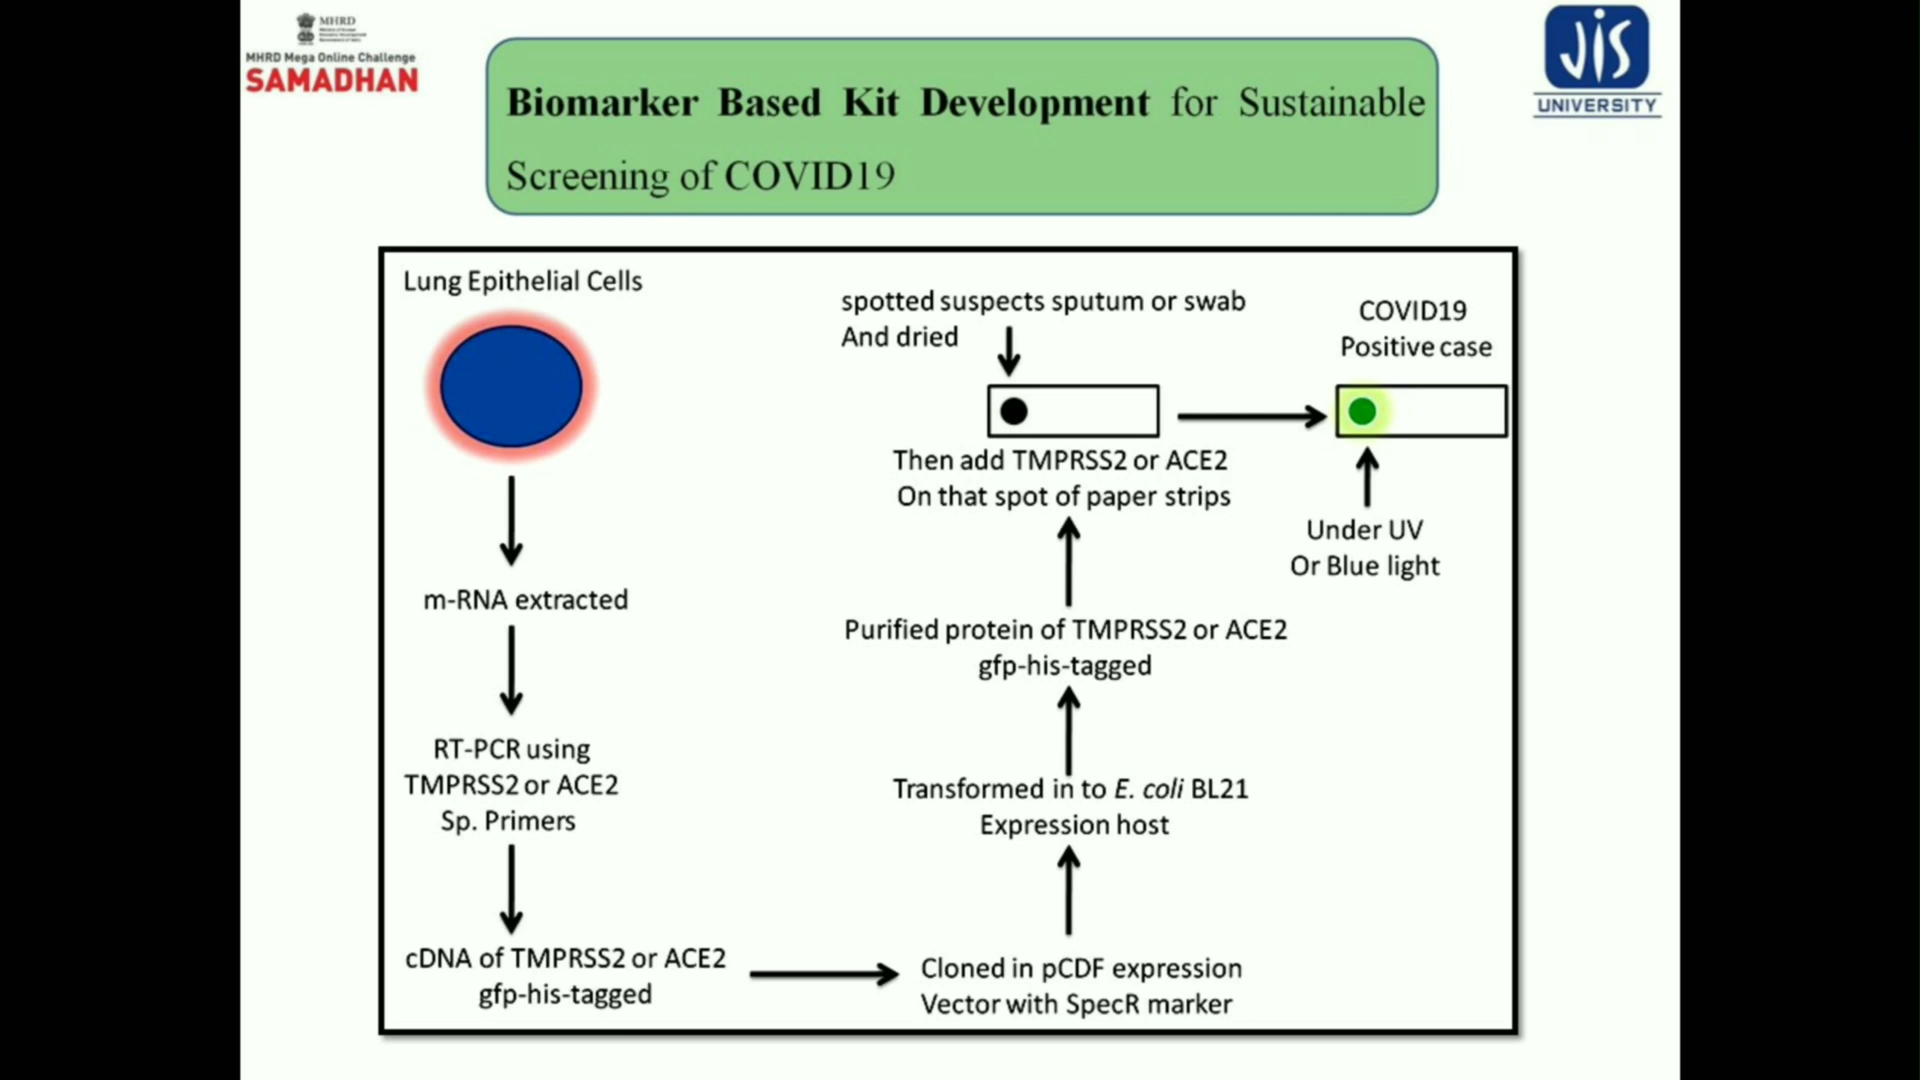 MHRD
MHRD Mega Online Challenge
SAMADHAN
JIS
UNIVERSITY
Biomarker Based Kit Development for Sustainable
Screening of COVID19
Lung Epithelial Cells
m-RNA extracted
RT-PCR using
TMPRSS2 or ACE2
Sp. Primers
cDNA of TMPRSS2 or ACE2
gfp-his-tagged
Cloned in pCDF expression
Vector with SpecR marker
Transformed in to E. coli BL21
Expression host
Purified protein of TMPRSS2 or ACE2
gfp-his-tagged
spotted suspects sputum or swab
And dried
Then add TMPRSS2 or ACE2
On that spot of paper strips
COVID19
Positive case
Under UV
Or Blue light